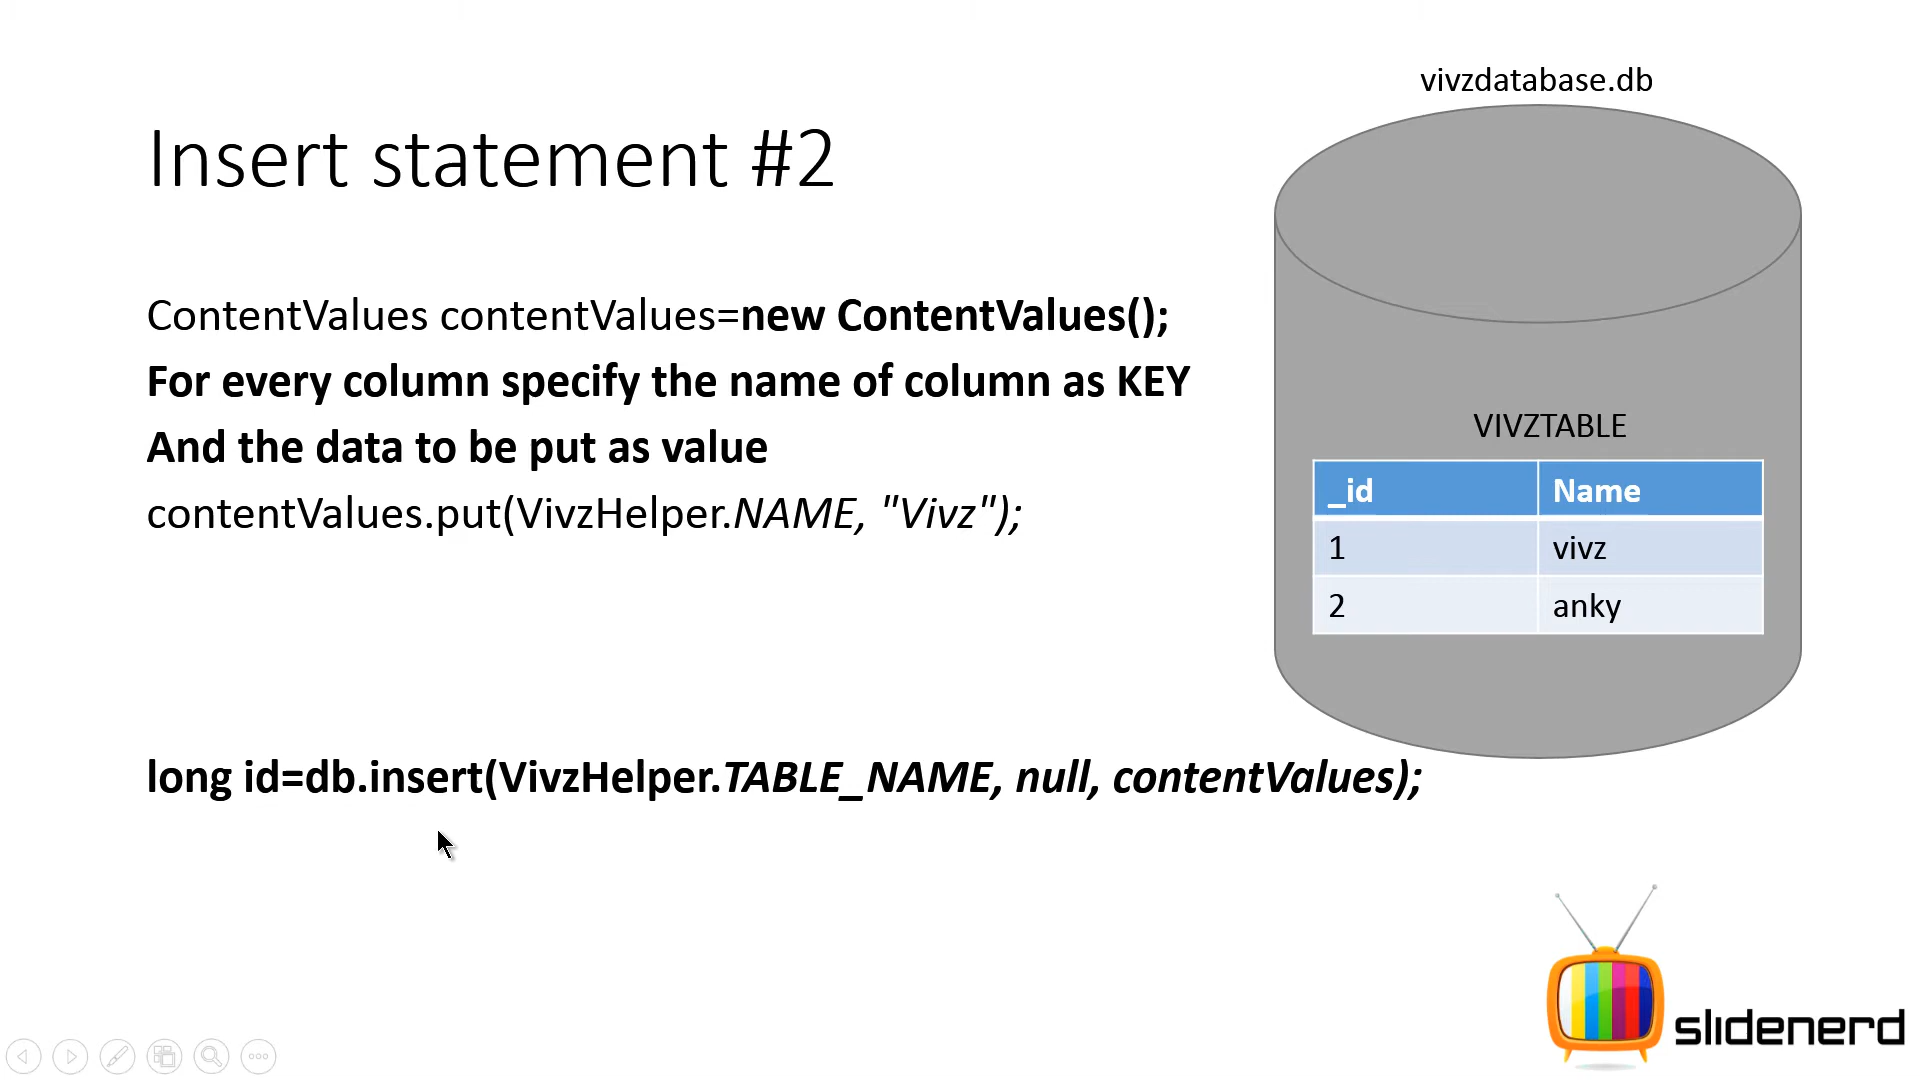 vivzdatabase.db
Insert statement #2
ContentValues contentValues=new ContentValues();
For every column specify the name of column as KEY
And the data to be put as value
contentValues.put(VivzHelper.NAME, "Vivz");
VIVZTABLE
_id Name
1 vivz
2 anky
long id=db.insert(VivzHelper.TABLE_NAME, null, contentValues);
slidenerd